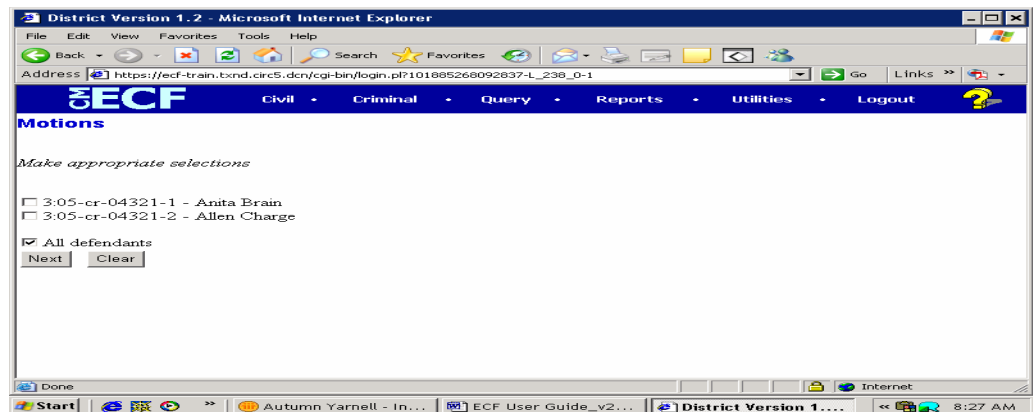 District Version 1.2 - Microsoft Internet Explorer
File Edit View Favorites Tools Help
Back Search Favorites
Address https://ecf-train.txnd.circ5.dcn/cgi-bin/login.pl?101885268092837-L_238_0-1 Go Links »
CM ECF Civil • Criminal • Query • Reports • Utilities • Logout ?
Motions
Make appropriate selections
3:05-cr-04321-1 - Anita Brain
3:05-cr-04321-2 - Allen Charge
All defendants
Next Clear
Done Internet
Start » Autumn Yarnell - In... ECF User Guide_v2... District Version 1.... « 8:27 AM